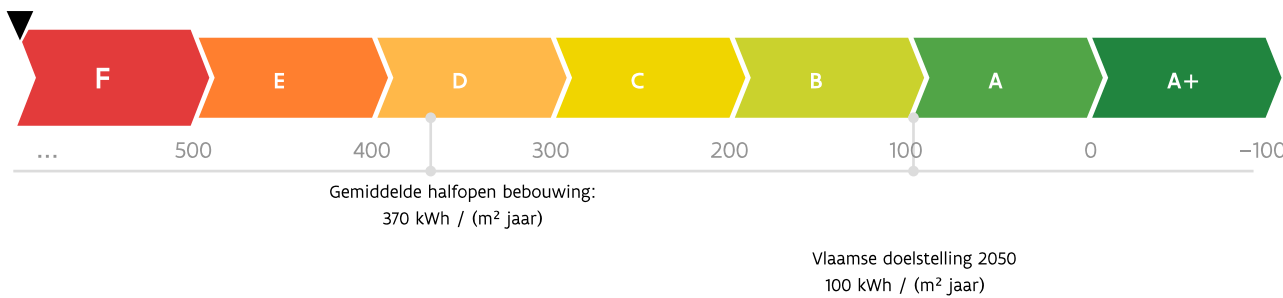 F E D C B A A+
... 500 400 300 200 100 0 −100
Gemiddelde halfopen bebouwing:
370 kWh / (m² jaar)
Vlaamse doelstelling 2050
100 kWh / (m² jaar)